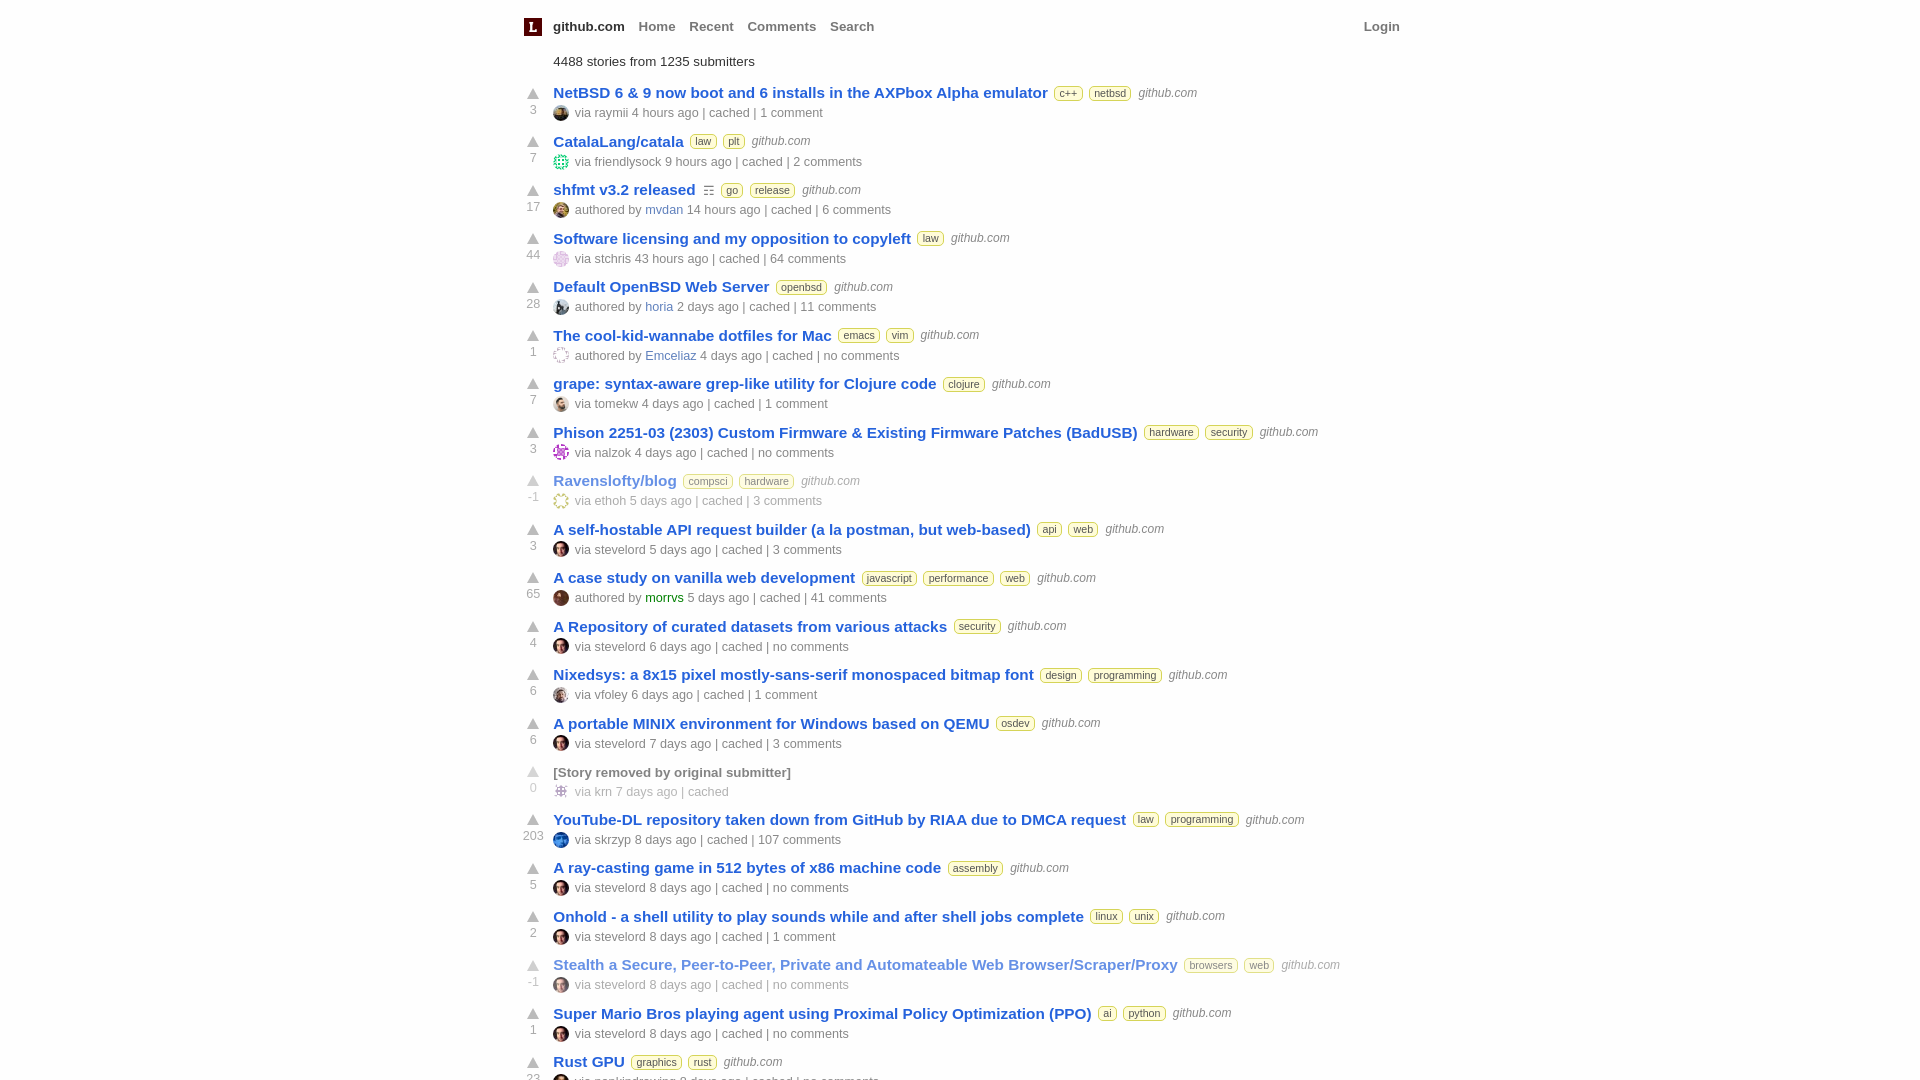 L github.com Home Recent Comments Search Login
4488 stories from 1235 submitters
NetBSD 6 & 9 now boot and 6 installs in the AXPbox Alpha emulator c++ netbsd github.com
3 via raymii 4 hours ago | cached | 1 comment
CatalaLang/catala law plt github.com
7 via friendlysock 9 hours ago | cached | 2 comments
shfmt v3.2 released ☶ go release github.com
17 authored by mvdan 14 hours ago | cached | 6 comments
Software licensing and my opposition to copyleft law github.com
44 via stchris 43 hours ago | cached | 64 comments
Default OpenBSD Web Server openbsd github.com
28 authored by horia 2 days ago | cached | 11 comments
The cool-kid-wannabe dotfiles for Mac emacs vim github.com
1 authored by Emceliaz 4 days ago | cached | no comments
grape: syntax-aware grep-like utility for Clojure code clojure github.com
7 via tomekw 4 days ago | cached | 1 comment
Phison 2251-03 (2303) Custom Firmware & Existing Firmware Patches (BadUSB) hardware security github.com
3 via nalzok 4 days ago | cached | no comments
Ravenslofty/blog compsci hardware github.com
-1 via ethoh 5 days ago | cached | 3 comments
A self-hostable API request builder (a la postman, but web-based) api web github.com
3 via stevelord 5 days ago | cached | 3 comments
A case study on vanilla web development javascript performance web github.com
65 authored by morrvs 5 days ago | cached | 41 comments
A Repository of curated datasets from various attacks security github.com
4 via stevelord 6 days ago | cached | no comments
Nixedsys: a 8x15 pixel mostly-sans-serif monospaced bitmap font design programming github.com
6 via vfoley 6 days ago | cached | 1 comment
A portable MINIX environment for Windows based on QEMU osdev github.com
6 via stevelord 7 days ago | cached | 3 comments
[Story removed by original submitter]
0 via krn 7 days ago | cached
YouTube-DL repository taken down from GitHub by RIAA due to DMCA request law programming github.com
203 via skrzyp 8 days ago | cached | 107 comments
A ray-casting game in 512 bytes of x86 machine code assembly github.com
5 via stevelord 8 days ago | cached | no comments
Onhold - a shell utility to play sounds while and after shell jobs complete linux unix github.com
2 via stevelord 8 days ago | cached | 1 comment
Stealth a Secure, Peer-to-Peer, Private and Automateable Web Browser/Scraper/Proxy browsers web github.com
-1 via stevelord 8 days ago | cached | no comments
Super Mario Bros playing agent using Proximal Policy Optimization (PPO) ai python github.com
1 via stevelord 8 days ago | cached | no comments
Rust GPU graphics rust github.com
23